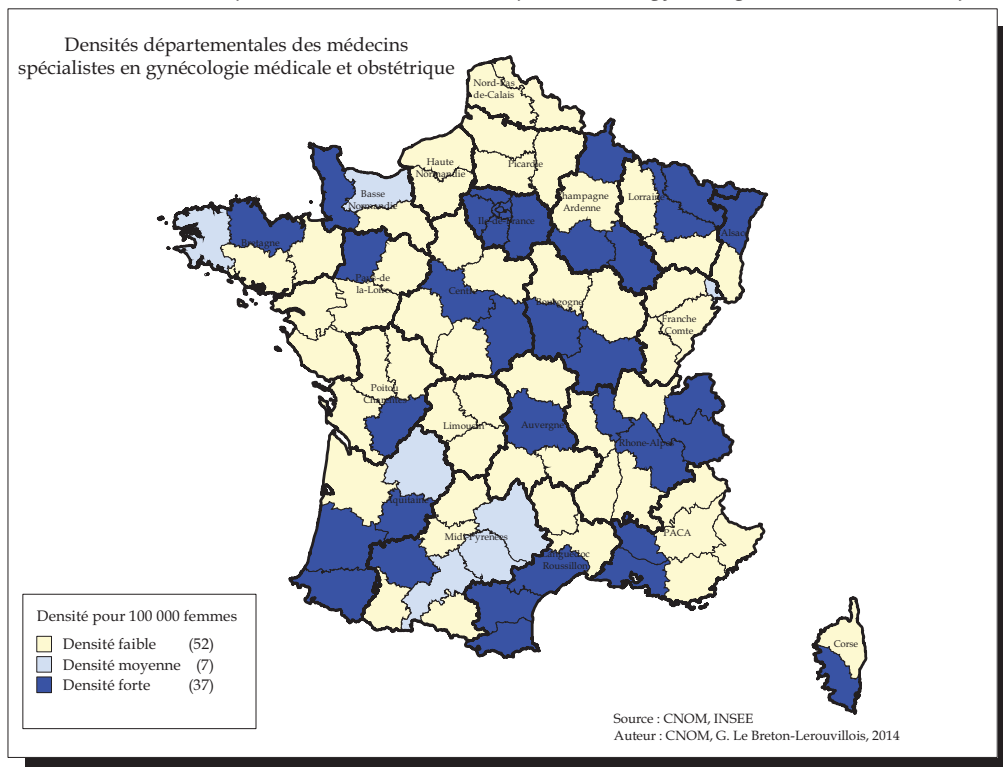 Densités départementales des médecins
spécialistes en gynécologie médicale et obstétrique
Nord-Pas
de-Calais
Haute
Normandie
Picardie
Basse
Normandie
Champagne
Ardenne
Lorraine
Ile-de-France
Alsace
Bretagne
Pays-de
la-Loire
Centre
Bourgogne
Franche
Comte
Poitou
Charentes
Limousin
Auvergne
Rhone-Alpes
Aquitaine
Midi-Pyrénées
PACA
Languedoc
Roussillon
Corse
Densité pour 100 000 femmes
Densité faible (52)
Densité moyenne (7)
Densité forte (37)
Source : CNOM, INSEE
Auteur : CNOM, G. Le Breton-Lerouvillois, 2014